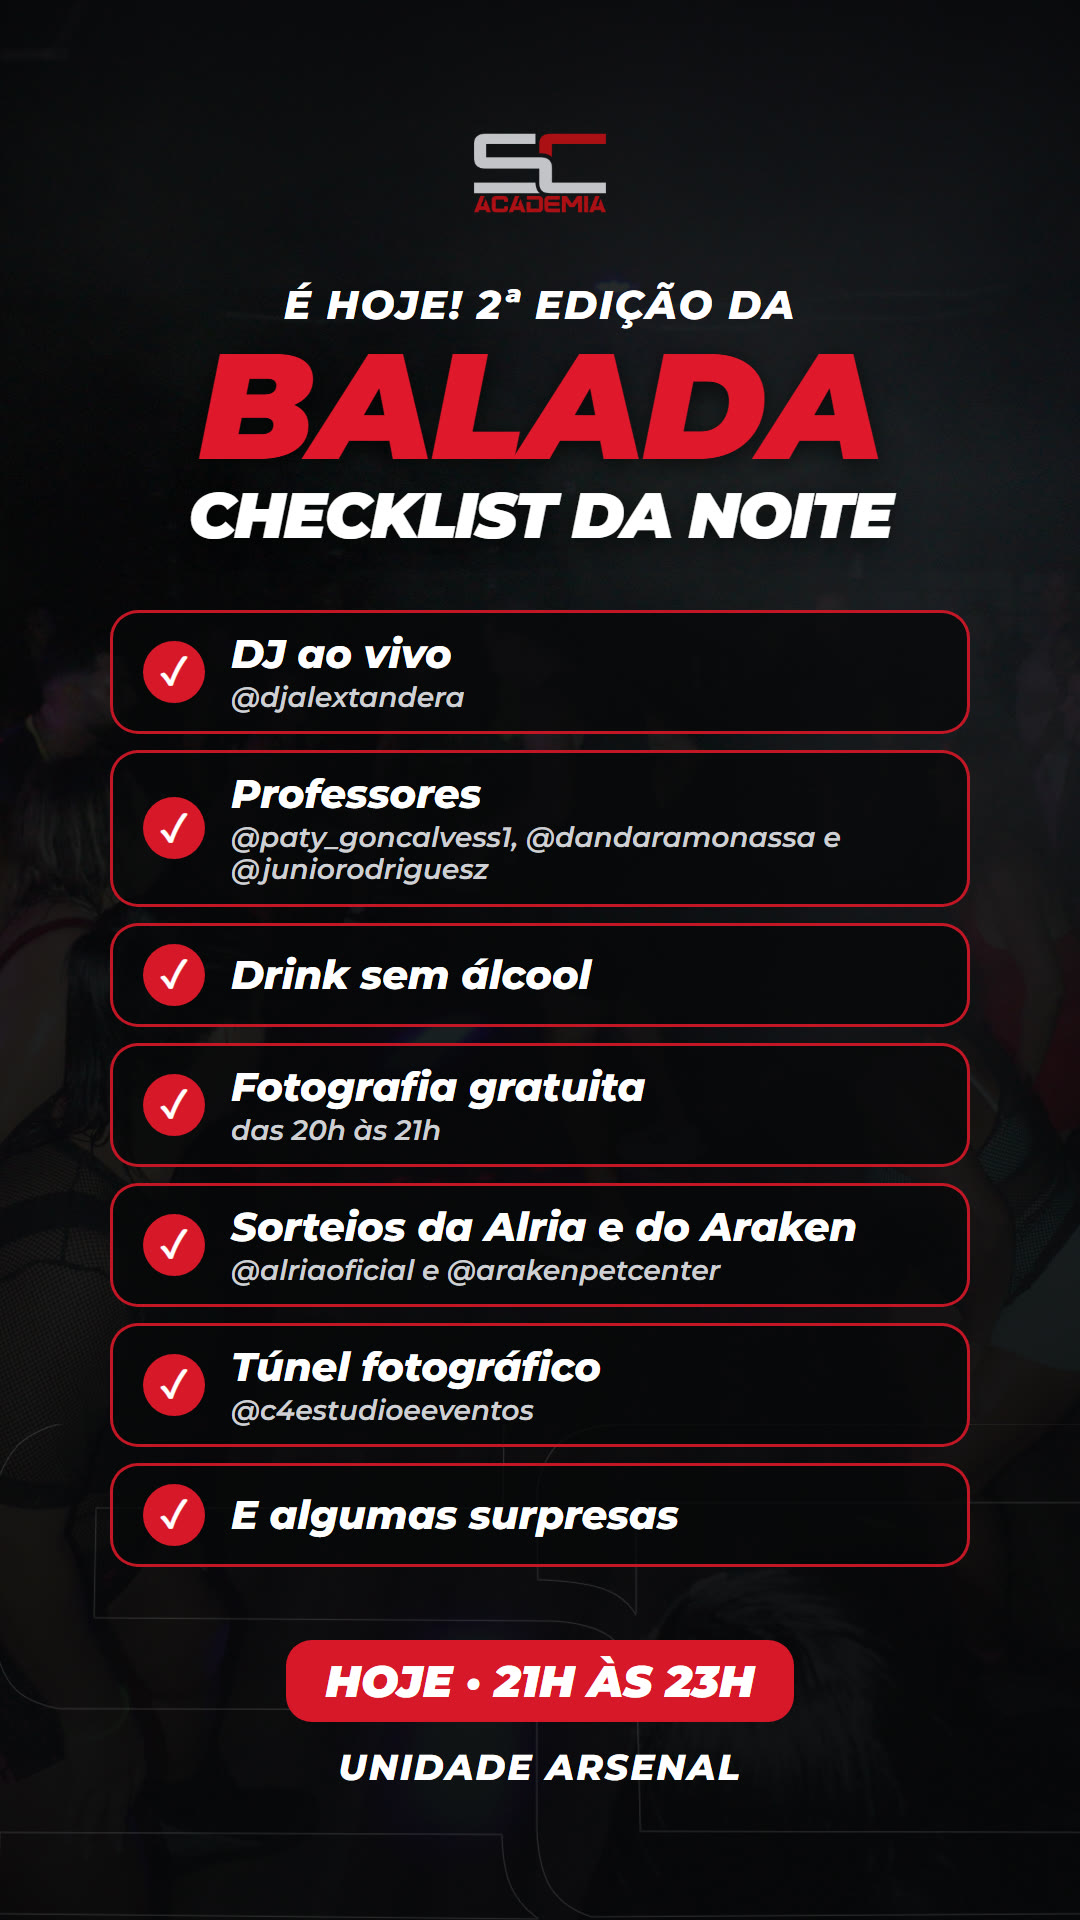 SC
ACADEMIA
É HOJE! 2ª EDIÇÃO DA
BALADA
CHECKLIST DA NOITE
DJ ao vivo
@djalextandera
Professores
@paty_goncalvess1, @dandaramonassa e
@juniorodriguesz
Drink sem álcool
Fotografia gratuita
das 20h às 21h
Sorteios da Alria e do Araken
@alriaoficial e @arakenpetcenter
Túnel fotográfico
@c4estudioeeventos
E algumas surpresas
HOJE • 21H ÀS 23H
UNIDADE ARSENAL